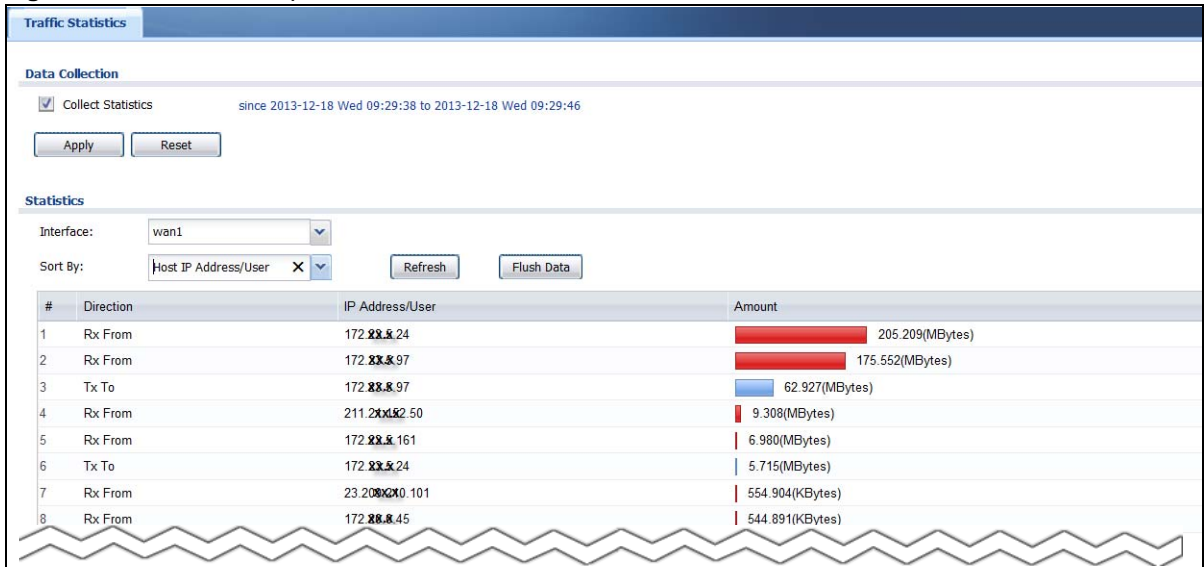 Traffic Statistics
Data Collection
Collect Statistics since 2013-12-18 Wed 09:29:38 to 2013-12-18 Wed 09:29:46
Apply Reset
Statistics
Interface: wan1
Sort By: Host IP Address/User Refresh Flush Data
# Direction IP Address/User Amount
1 Rx From 205.209(MBytes)
2 Rx From 175.552(MBytes)
3 Tx To 62.927(MBytes)
4 Rx From 9.308(MBytes)
5 Rx From 6.980(MBytes)
6 Tx To 5.715(MBytes)
7 Rx From 554.904(KBytes)
8 Rx From 544.891(KBytes)